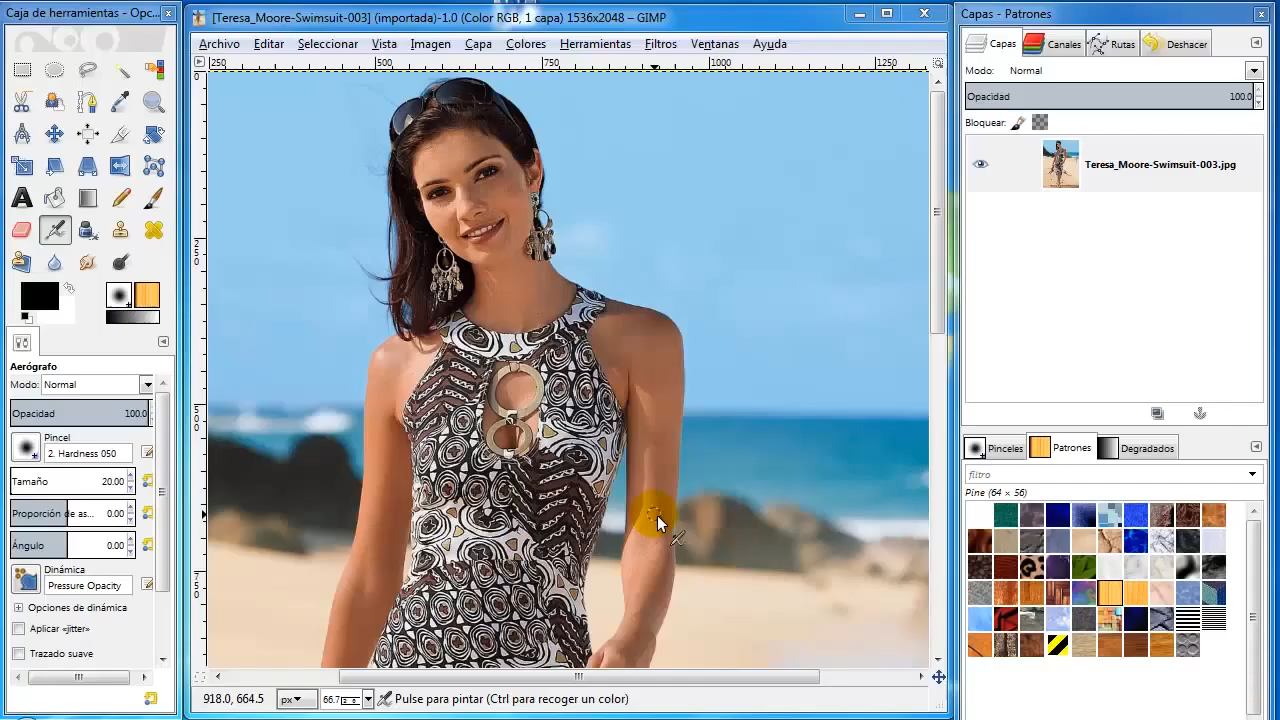 Caja de herramientas - Opc...
[Teresa_Moore-Swimsuit-003] (importada)-1.0 (Color RGB, 1 capa) 1536x2048 – GIMP
Capas - Patrones
Archivo Editar Seleccionar Vista Imagen Capa Colores Herramientas Filtros Ventanas Ayuda
Capas Canales Rutas Deshacer
250 500 750 1000 1250
Modo: Normal
Opacidad 100.0
Bloquear:
Teresa_Moore-Swimsuit-003.jpg
250
500
750
Aerógrafo
Modo: Normal
Opacidad 100.0
Pincel
2. Hardness 050
Tamaño 20.00
Proporción de as... 0.00
Ángulo 0.00
Dinámica
Pressure Opacity
Opciones de dinámica
Aplicar «jitter»
Trazado suave
Pinceles Patrones Degradados
filtro
Pine (64 × 56)
918.0, 664.5 px 66.7 Pulse para pintar (Ctrl para recoger un color)